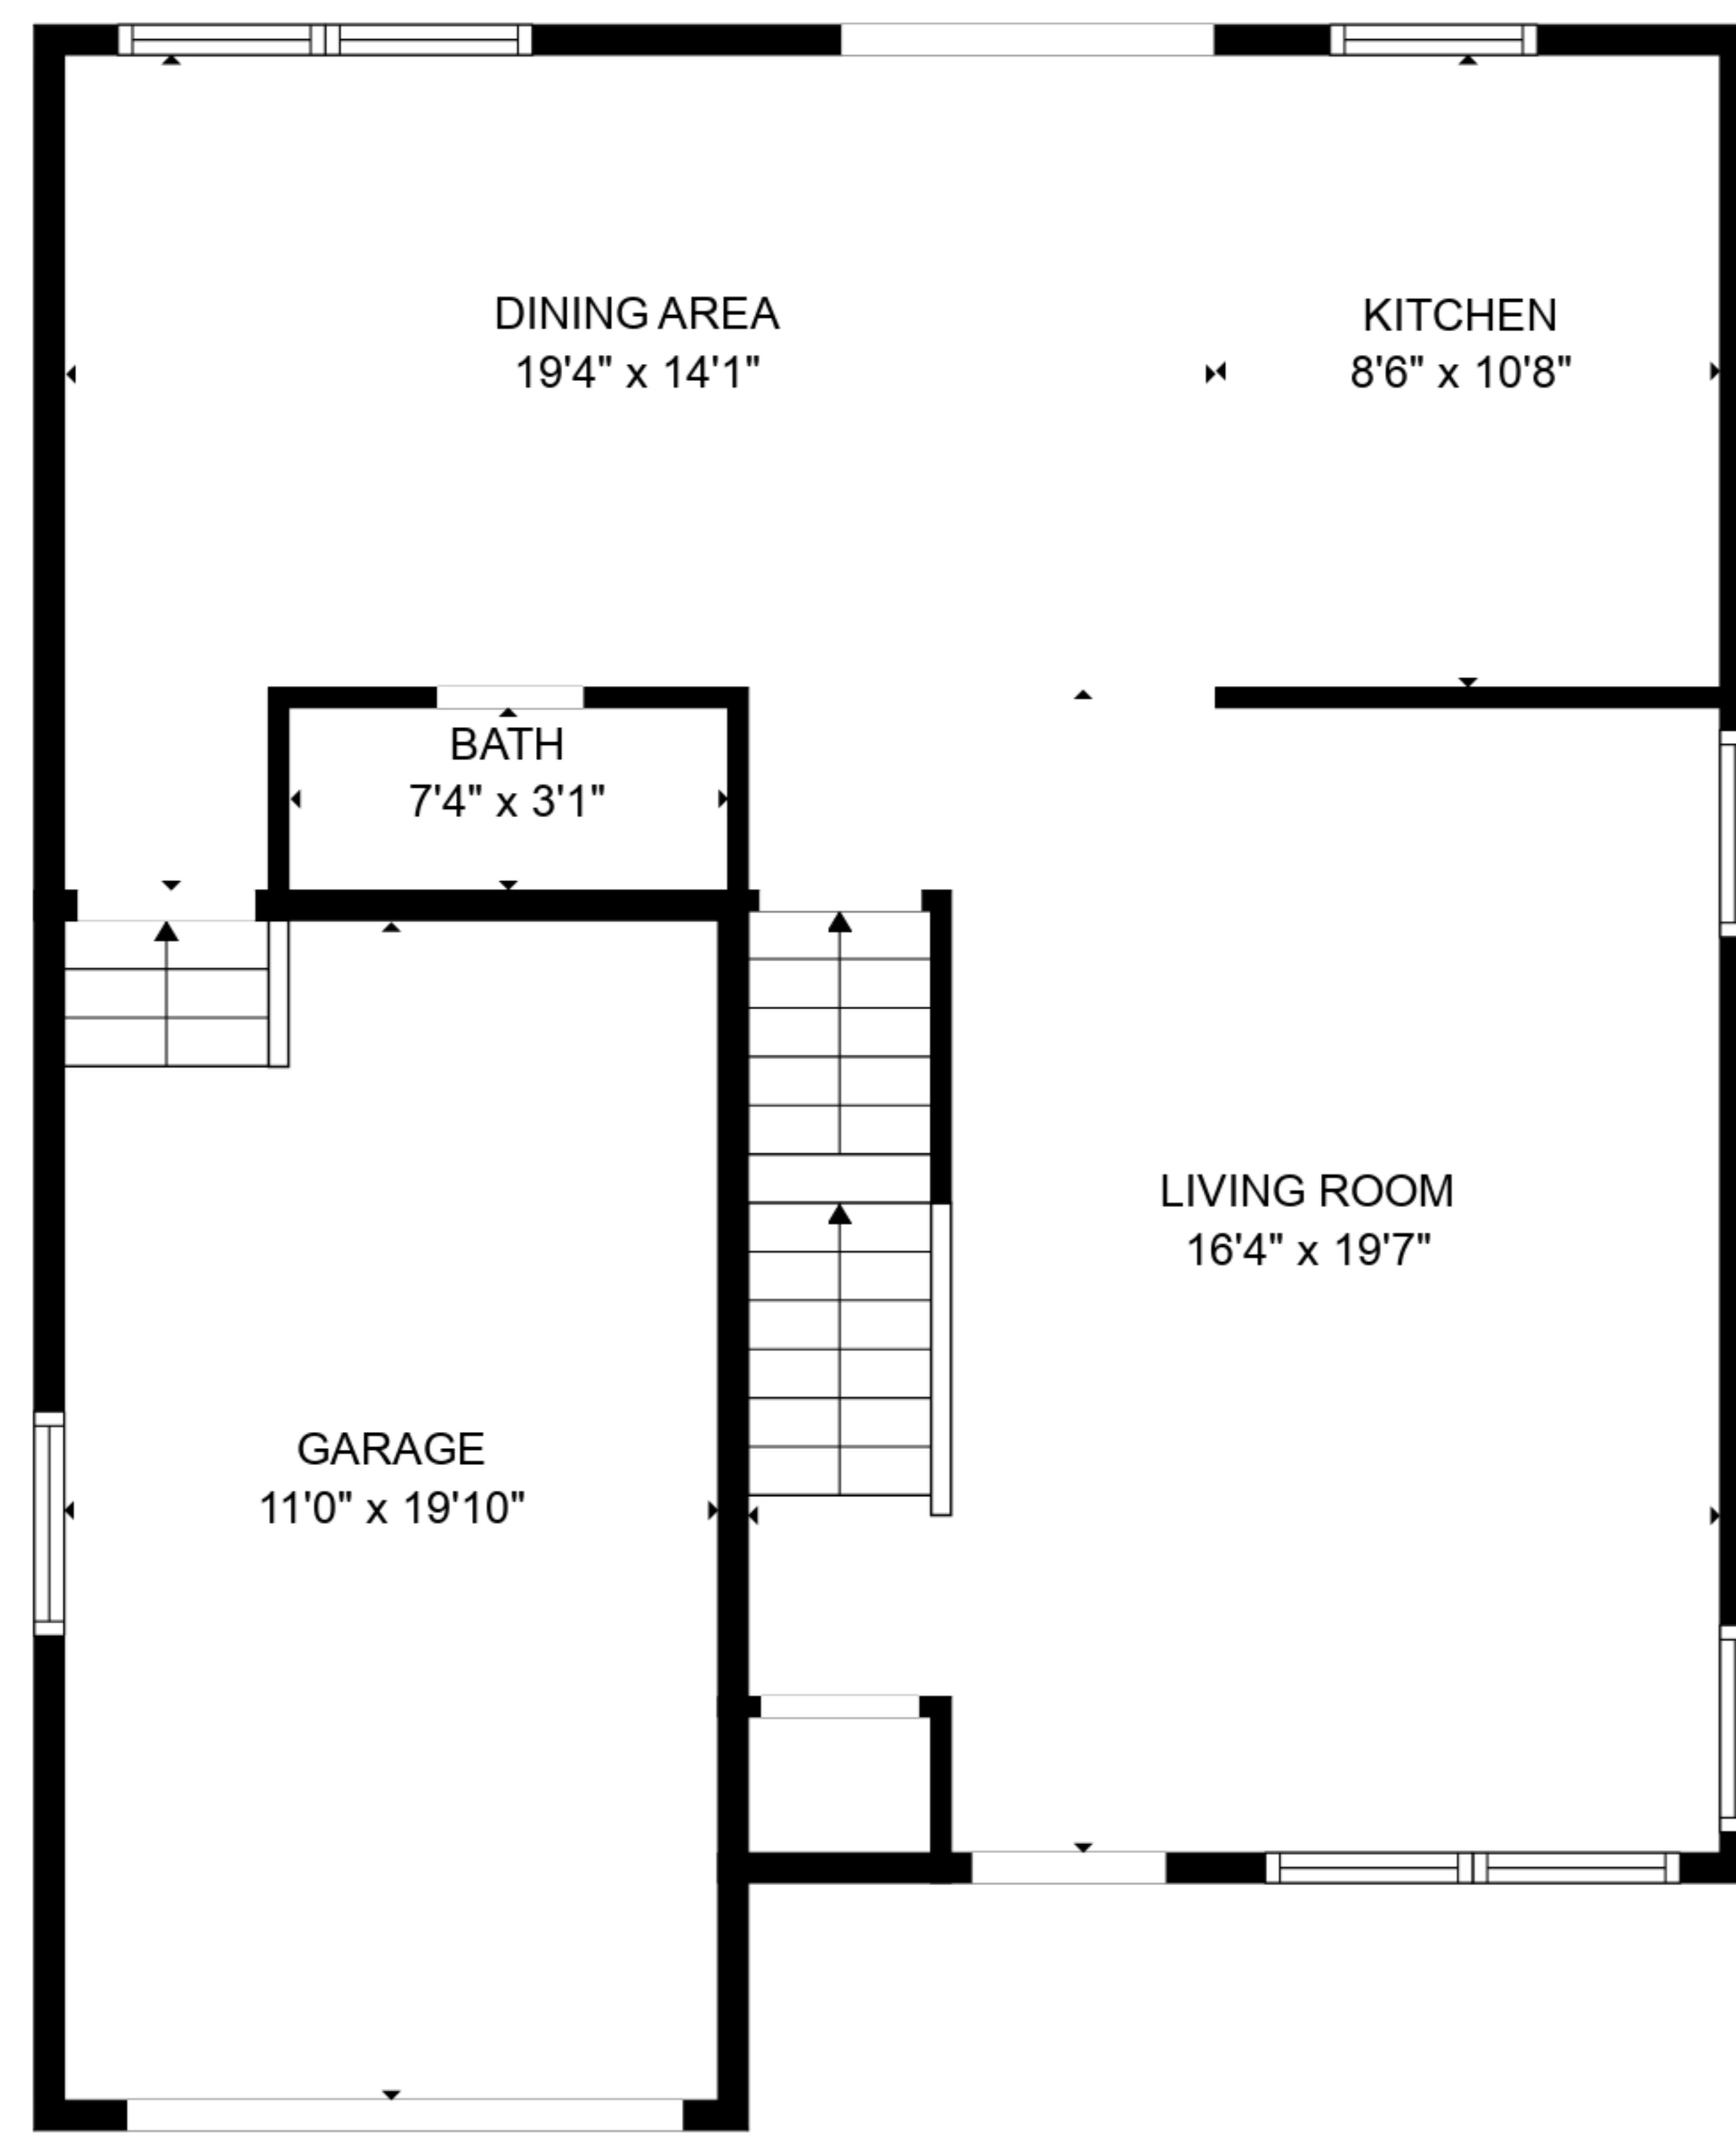 DINING AREA
19'4" x 14'1"
KITCHEN
8'6" x 10'8"
BATH
7'4" x 3'1"
LIVING ROOM
16'4" x 19'7"
GARAGE
11'0" x 19'10"